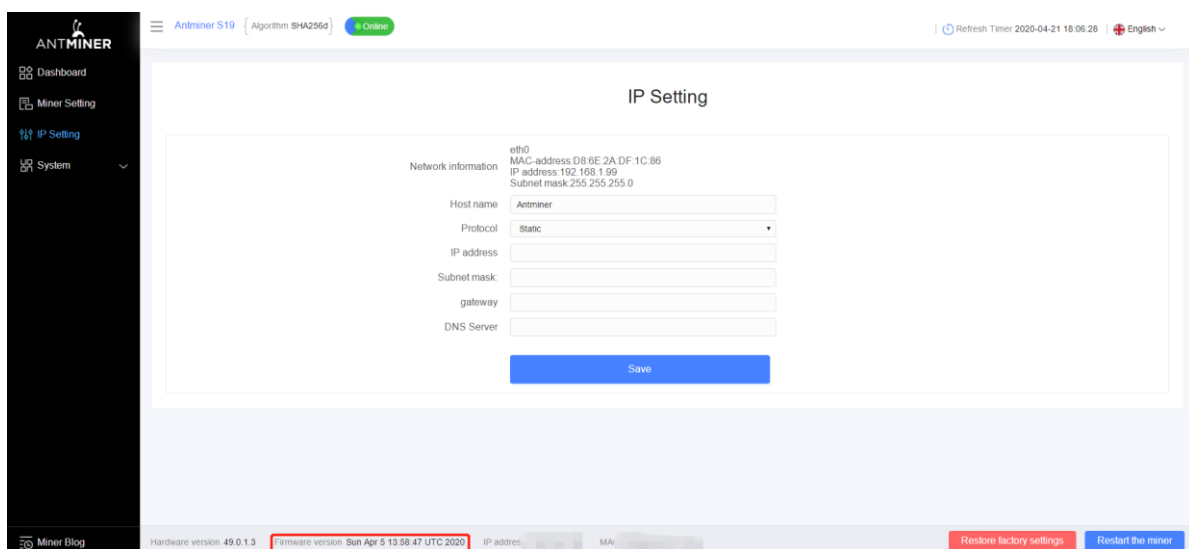 ANTMINER
Antminer S19 { Algorithm SHA256d } Online
Refresh Timer 2020-04-21 18:06:28 English
Dashboard
Miner Setting
IP Setting
System
IP Setting
Network information
eth0
MAC-address:D8:6E:2A:DF:1C:86
IP address:192.168.1.99
Subnet mask:255.255.255.0
Host name Antminer
Protocol Static
IP address
Subnet mask:
gateway
DNS Server
Save
Miner Blog
Hardware version 49.0.1.3 Firmware version Sun Apr 5 13:58:47 UTC 2020 IP addres MA
Restore factory settings Restart the miner